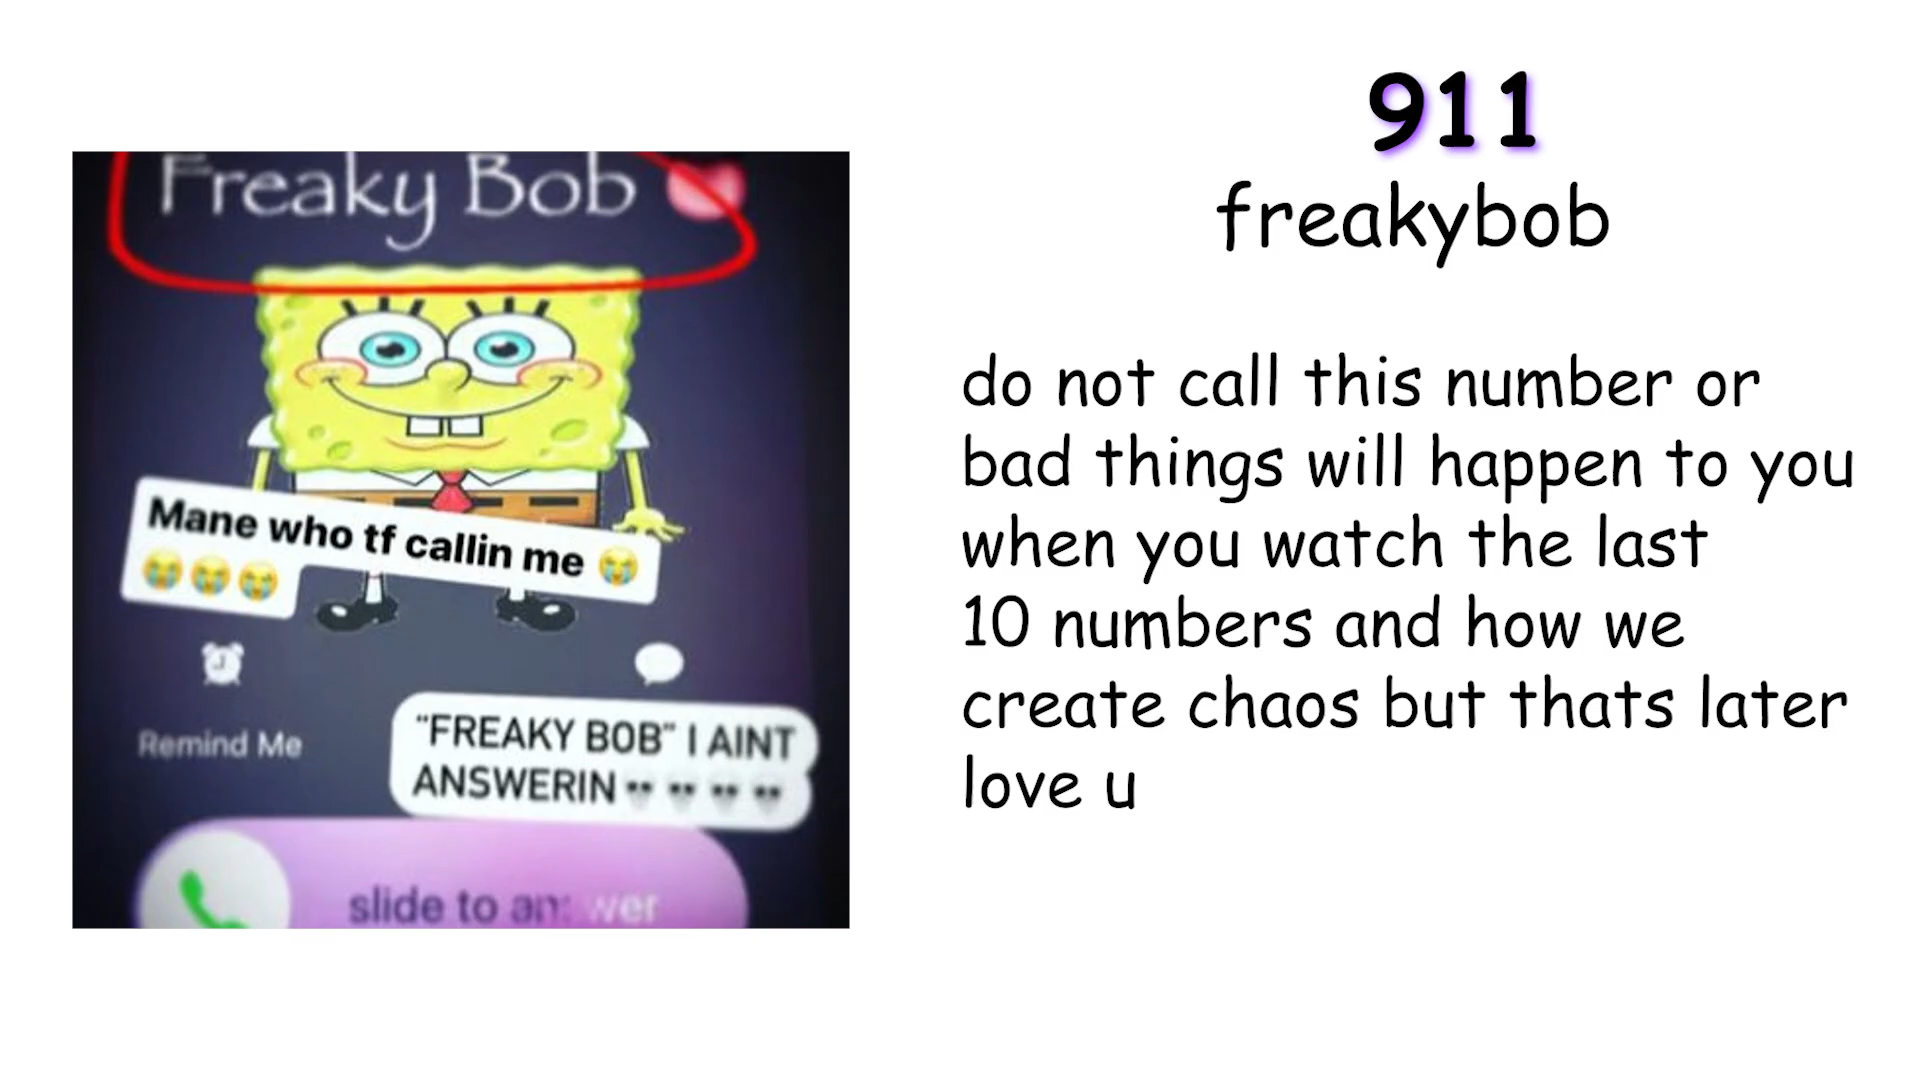 Freaky Bob
Mane who tf callin me 😭
😭😭😭
Remind Me
"FREAKY BOB" I AINT
ANSWERIN
slide to answer
911
freakybob
do not call this number or
bad things will happen to you
when you watch the last
10 numbers and how we
create chaos but thats later
love u